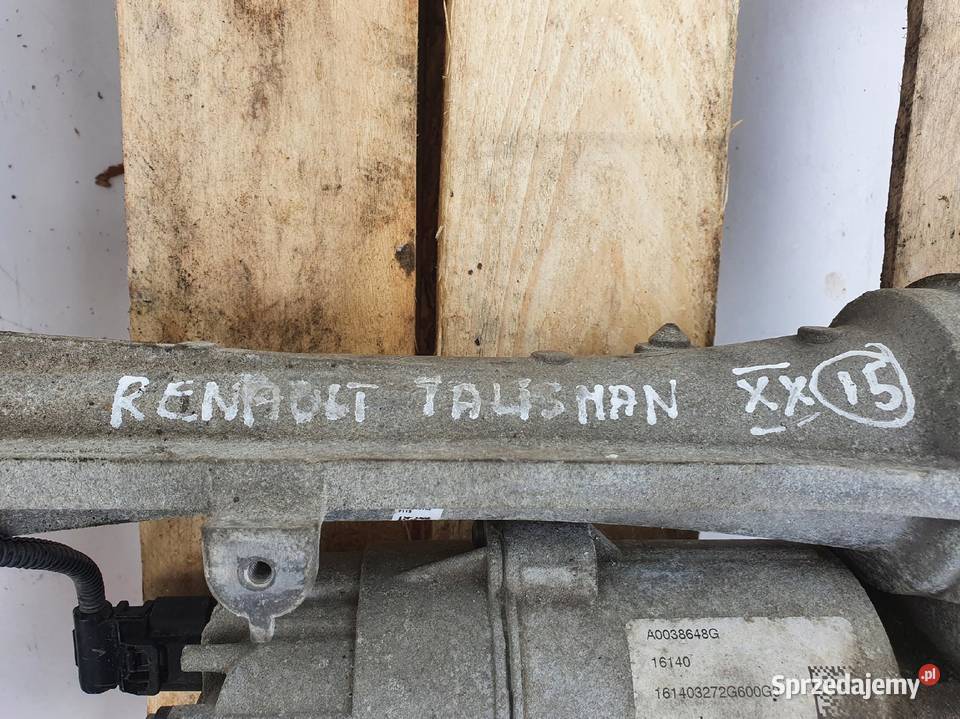 RENAULT TALISMAN XX 15
A0038648G
16140
161403272G600G
Sprzedajemy.pl